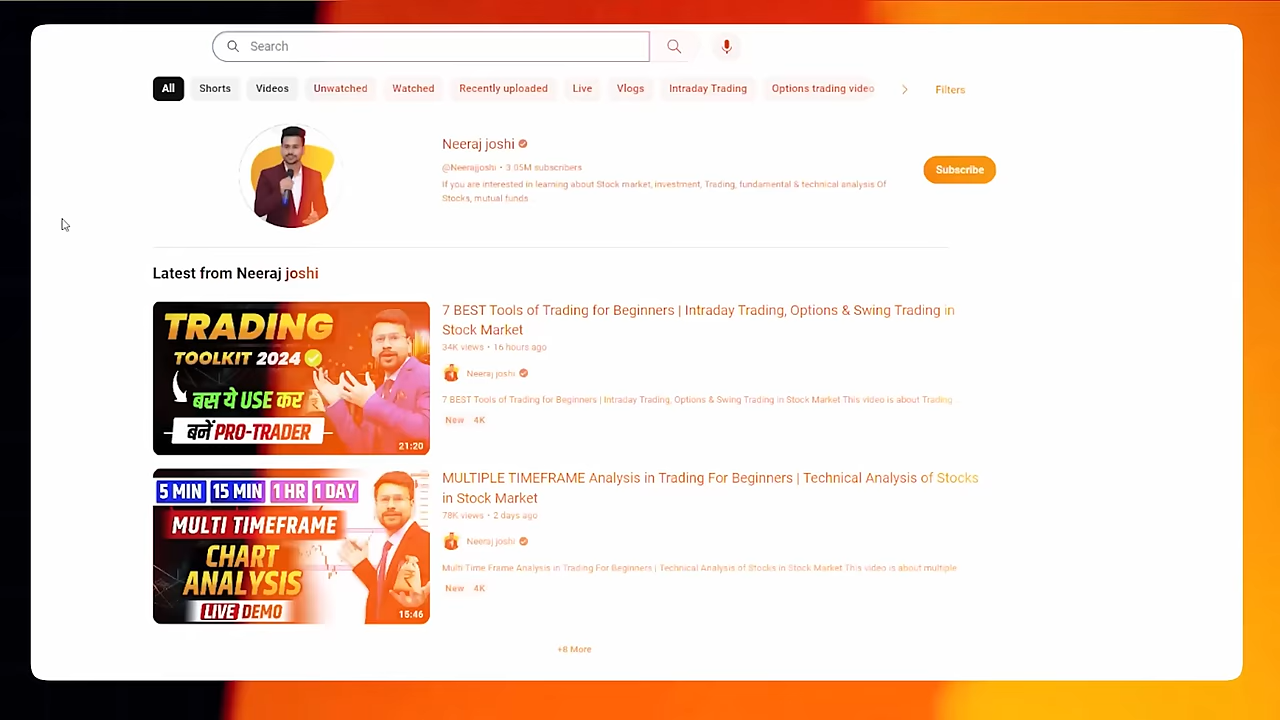 Search
All Shorts Videos Unwatched Watched Recently uploaded Live Vlogs Intraday Trading Options trading video Filters
Neeraj joshi
@Neerajjoshi • 3.05M subscribers
If you are interested in learning about Stock market, investment, Trading, fundamental & technical analysis Of
Stocks, mutual funds...
Subscribe
Latest from Neeraj joshi
TRADING
TOOLKIT 2024
बस ये USE कर
बनें PRO-TRADER
21:20
7 BEST Tools of Trading for Beginners | Intraday Trading, Options & Swing Trading in
Stock Market
34K views • 16 hours ago
Neeraj joshi
7 BEST Tools of Trading for Beginners | Intraday Trading, Options & Swing Trading in Stock Market This video is about Trading
New 4K
5 MIN 15 MIN 1 HR 1 DAY
MULTI TIMEFRAME
CHART
ANALYSIS
LIVE DEMO
15:46
MULTIPLE TIMEFRAME Analysis in Trading For Beginners | Technical Analysis of Stocks
in Stock Market
78K views • 2 days ago
Neeraj joshi
Multi Time Frame Analysis in Trading For Beginners | Technical Analysis of Stocks in Stock Market This video is about multiple
New 4K
+8 More